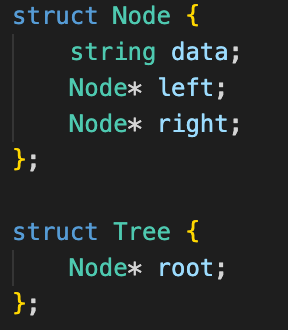 struct Node {
    string data;
    Node* left;
    Node* right;
};

struct Tree {
    Node* root;
};